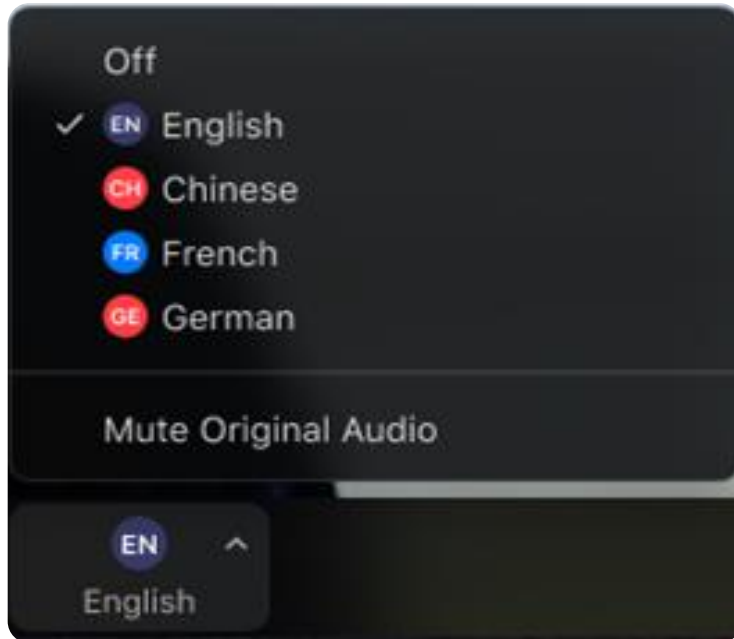 Off
EN English
CH Chinese
FR French
GE German
Mute Original Audio
EN
English